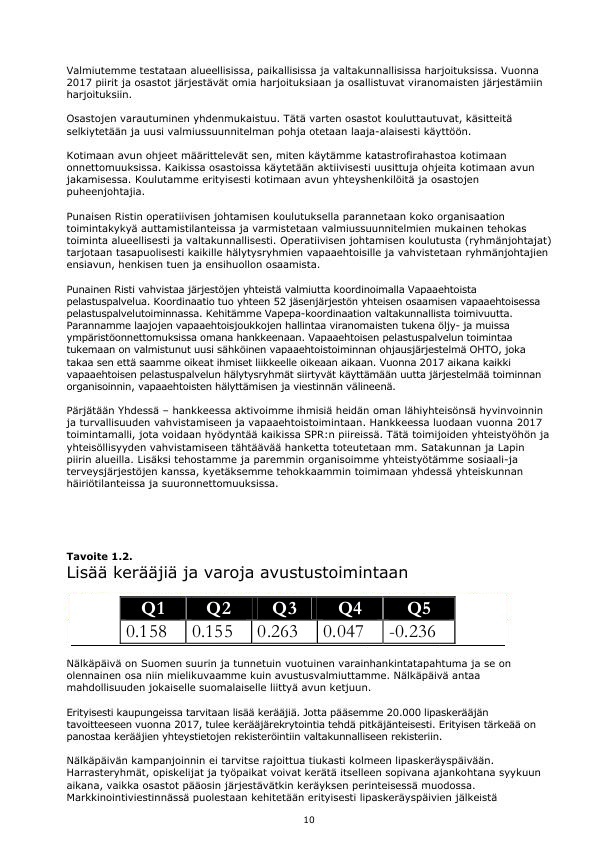 Valmiutemme testataan alueellisissa, paikallisissa ja valtakunnallisissa harjoituksissa. Vuonna
2017 piirit ja osastot järjestävät omia harjoituksiaan ja osallistuvat viranomaisten järjestämiin
harjoituksiin.
Osastojen varautuminen yhdenmukaistuu. Tätä varten osastot kouluttautuvat, käsitteitä
selkiytetään ja uusi valmiussuunnitelman pohja otetaan laaja-alaisesti käyttöön.
Kotimaan avun ohjeet määrittelevät sen, miten käytämme katastrofirahastoa kotimaan
onnettomuuksissa. Kaikissa osastoissa käytetään aktiivisesti uusittuja ohjeita kotimaan avun
jakamisessa. Koulutamme erityisesti kotimaan avun yhteyshenkilöitä ja osastojen
puheenjohtajia.
Punaisen Ristin operatiivisen johtamisen koulutuksella parannetaan koko organisaation
toimintakykyä auttamistilanteissa ja varmistetaan valmiussuunnitelmien mukainen tehokas
toiminta alueellisesti ja valtakunnallisesti. Operatiivisen johtamisen koulutusta (ryhmänjohtajat)
tarjotaan tasapuolisesti kaikille hälytysryhmien vapaaehtoisille ja vahvistetaan ryhmänjohtajien
ensiavun, henkisen tuen ja ensihuollon osaamista.
Punainen Risti vahvistaa järjestöjen yhteistä valmiutta koordinoimalla Vapaaehtoista
pelastuspalvelua. Koordinaatio tuo yhteen 52 jäsenjärjestön yhteisen osaamisen vapaaehtoisessa
pelastuspalvelutoiminnassa. Kehitämme Vapepa-koordinaation valtakunnallista toimivuutta.
Parannamme laajojen vapaaehtoisjoukkojen hallintaa viranomaisten tukena öljy- ja muissa
ympäristöonnettomuuksissa omana hankkeenaan. Vapaaehtoisen pelastuspalvelun toimintaa
tukemaan on valmistunut uusi sähköinen vapaaehtoistoiminnan ohjausjärjestelmä OHTO, joka
takaa sen että saamme oikeat ihmiset liikkeelle oikeaan aikaan. Vuonna 2017 aikana kaikki
vapaaehtoisen pelastuspalvelun hälytysryhmät siirtyvät käyttämään uutta järjestelmää toiminnan
organisoinnin, vapaaehtoisten hälyttämisen ja viestinnän välineenä.
Pärjätään Yhdessä – hankkeessa aktivoimme ihmisiä heidän oman lähiyhteisönsä hyvinvoinnin
ja turvallisuuden vahvistamiseen ja vapaaehtoistoimintaan. Hankkeessa luodaan vuonna 2017
toimintamalli, jota voidaan hyödyntää kaikissa SPR:n piireissä. Tätä toimijoiden yhteistyöhön ja
yhteisöllisyyden vahvistamiseen tähtäävää hanketta toteutetaan mm. Satakunnan ja Lapin
piirin alueilla. Lisäksi tehostamme ja paremmin organisoimme yhteistyötämme sosiaali-ja
terveysjärjestöjen kanssa, kyetäksemme tehokkaammin toimimaan yhdessä yhteiskunnan
häiriötilanteissa ja suuronnettomuuksissa.
Tavoite 1.2.
Lisää kerääjiä ja varoja avustustoimintaan
Q1 Q2 Q3 Q4 Q5
0.158 0.155 0.263 0.047 -0.236
Nälkäpäivä on Suomen suurin ja tunnetuin vuotuinen varainhankintatapahtuma ja se on
olennainen osa niin mielikuvaamme kuin avustusvalmiuttamme. Nälkäpäivä antaa
mahdollisuuden jokaiselle suomalaiselle liittyä avun ketjuun.
Erityisesti kaupungeissa tarvitaan lisää kerääjiä. Jotta pääsemme 20.000 lipaskerääjän
tavoitteeseen vuonna 2017, tulee kerääjärekrytointia tehdä pitkäjänteisesti. Erityisen tärkeää on
panostaa kerääjien yhteystietojen rekisteröintiin valtakunnalliseen rekisteriin.
Nälkäpäivän kampanjoinnin ei tarvitse rajoittua tiukasti kolmeen lipaskeräyspäivään.
Harrasteryhmät, opiskelijat ja työpaikat voivat kerätä itselleen sopivana ajankohtana syykuun
aikana, vaikka osastot pääosin järjestävätkin keräyksen perinteisessä muodossa.
Markkinointiviestinnässä puolestaan kehitetään erityisesti lipaskeräyspäivien jälkeistä
10